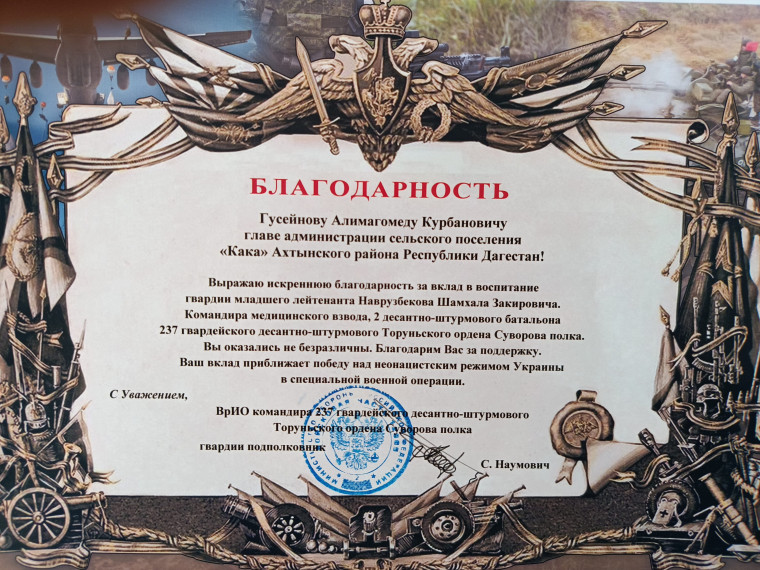 БЛАГОДАРНОСТЬ
Гусейнову Алимагомеду Курбановичу
главе администрации сельского поселения
«Кака» Ахтынского района Республики Дагестан!
Выражаю искреннюю благодарность за вклад в воспитание
гвардии младшего лейтенанта Наврузбекова Шамхала Закировича.
Командира медицинского взвода, 2 десантно-штурмового батальона
237 гвардейского десантно-штурмового Торуньского ордена Суворова полка.
Вы оказались не безразличны. Благодарим Вас за поддержку.
Ваш вклад приближает победу над неонацистским режимом Украины
в специальной военной операции.
С Уважением,
ВрИО командира 237 гвардейского десантно-штурмового
Торуньского ордена Суворова полка
гвардии подполковник
С. Наумович